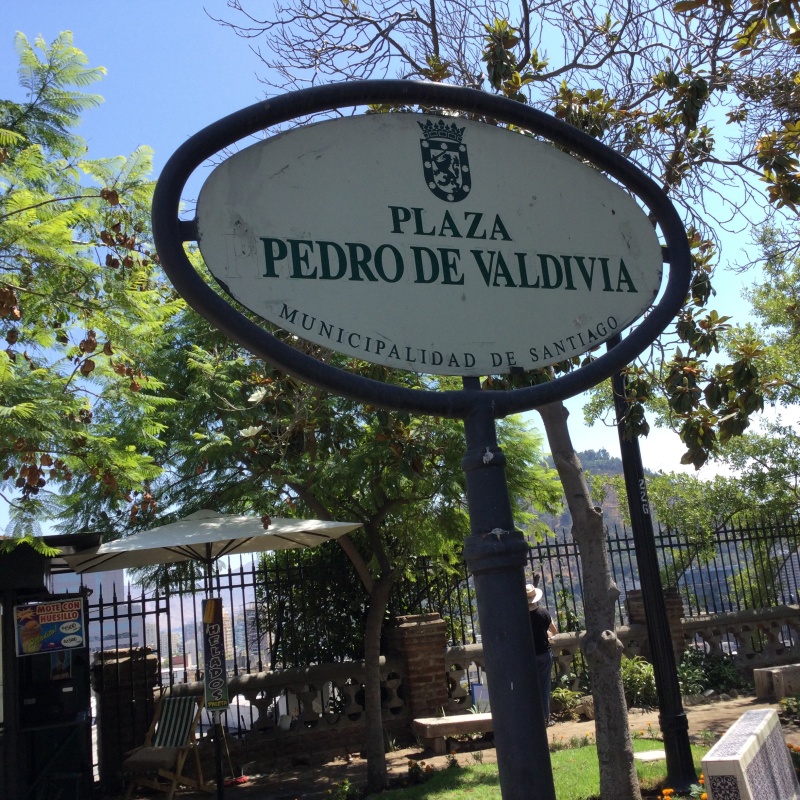 PLAZA
PEDRO DE VALDIVIA
MUNICIPALIDAD DE SANTIAGO
MOTE CON
HUESILLO
HELADOS